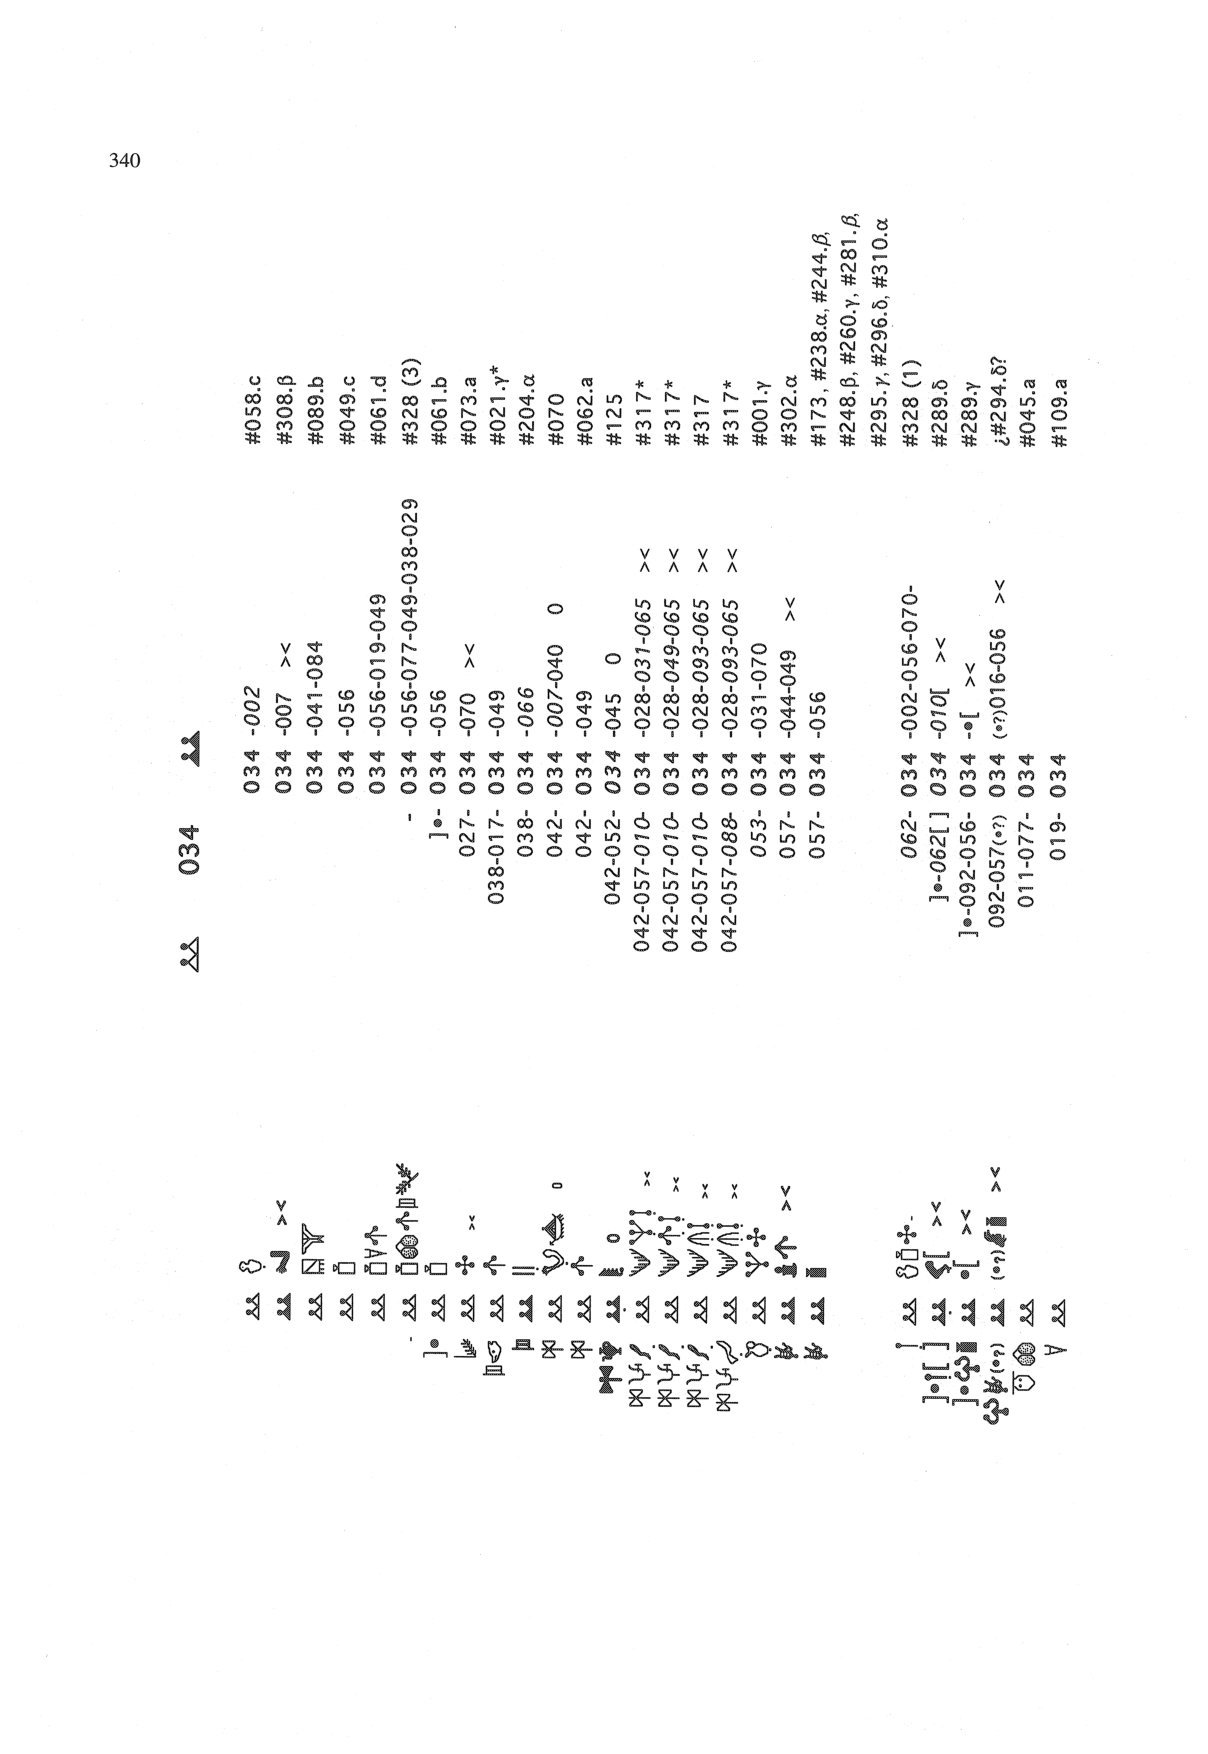 340
034
034 -002 #058.c
034 -007 >< #308.β
034 -041-084 #089.b
034 -056 #049.c
034 -056-019-049 #061.d
- 034 -056-077-049-038-029 #328 (3)
]•- 034 -056 #061.b
027- 034 -070 >< #073.a
038-017- 034 -049 #021.γ*
038- 034 -066 #204.α
042- 034 -007-040 0 #070
042- 034 -049 #062.a
042-052- 034 -045 0 #125
042-057-010- 034 -028-031-065 >< #317*
042-057-010- 034 -028-049-065 >< #317*
042-057-010- 034 -028-093-065 >< #317
042-057-088- 034 -028-093-065 >< #317*
053- 034 -031-070 #001.γ
057- 034 -044-049 >< #302.α
057- 034 -056 #173, #238.α, #244.β,
#248.β, #260.γ, #281.β,
#295.γ, #296.δ, #310.α
062- 034 -002-056-070- #328 (1)
]•-062[ ] 034 -010[ >< #289.δ
]•-092-056- 034 -•[ >< #289.γ
092-057(•?) 034 (•?)016-056 >< ¿#294.δ?
011-077- 034 #045.a
019- 034 #109.a